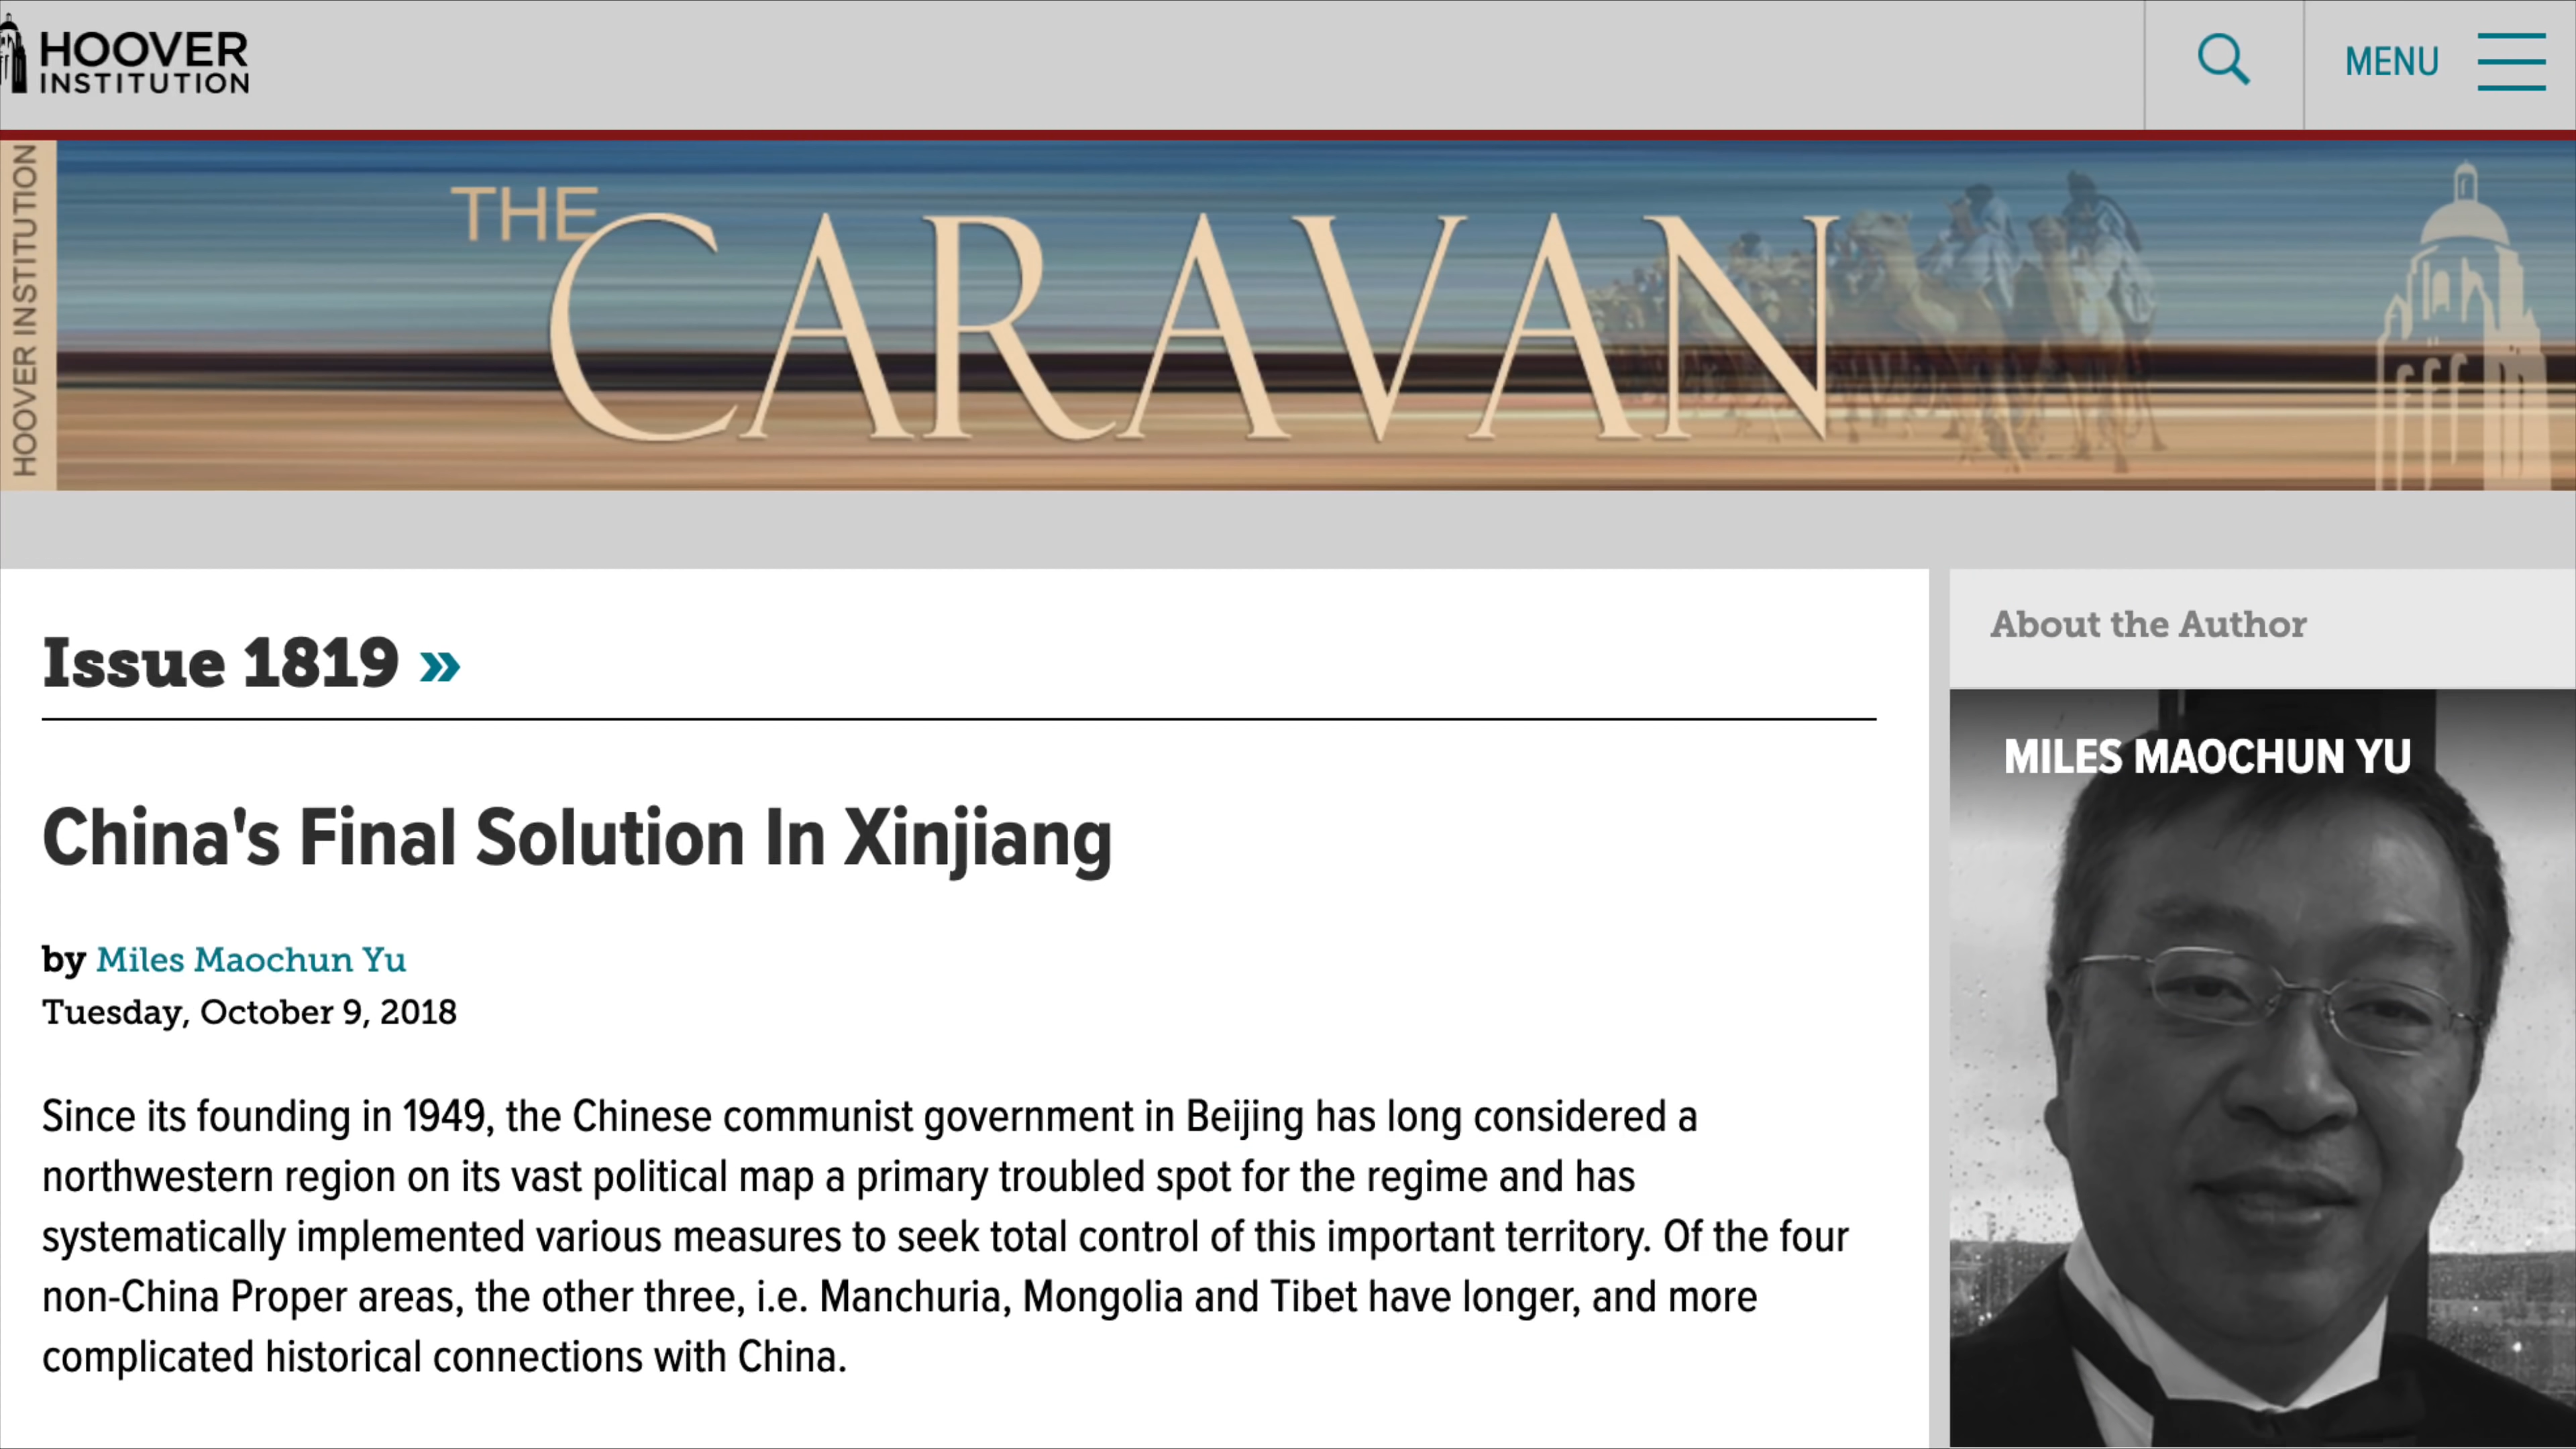 HOOVER
INSTITUTION
MENU
HOOVER INSTITUTION
THE
CARAVAN
Issue 1819 »
China's Final Solution In Xinjiang
by Miles Maochun Yu
Tuesday, October 9, 2018
Since its founding in 1949, the Chinese communist government in Beijing has long considered a
northwestern region on its vast political map a primary troubled spot for the regime and has
systematically implemented various measures to seek total control of this important territory. Of the four
non-China Proper areas, the other three, i.e. Manchuria, Mongolia and Tibet have longer, and more
complicated historical connections with China.
About the Author
MILES MAOCHUN YU